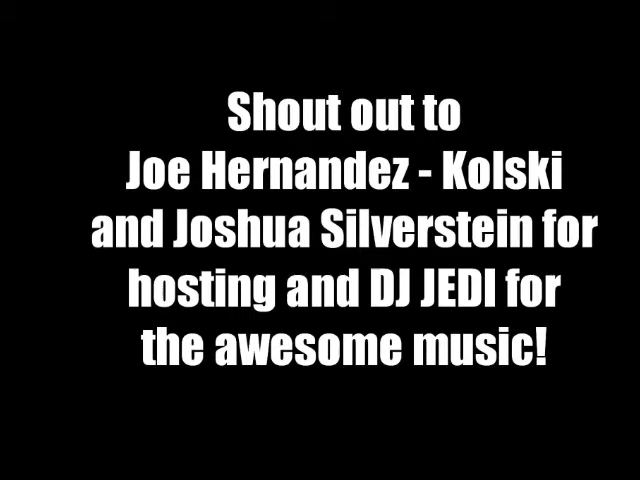 Shout out to
Joe Hernandez - Kolski
and Joshua Silverstein for
hosting and DJ JEDI for
the awesome music!